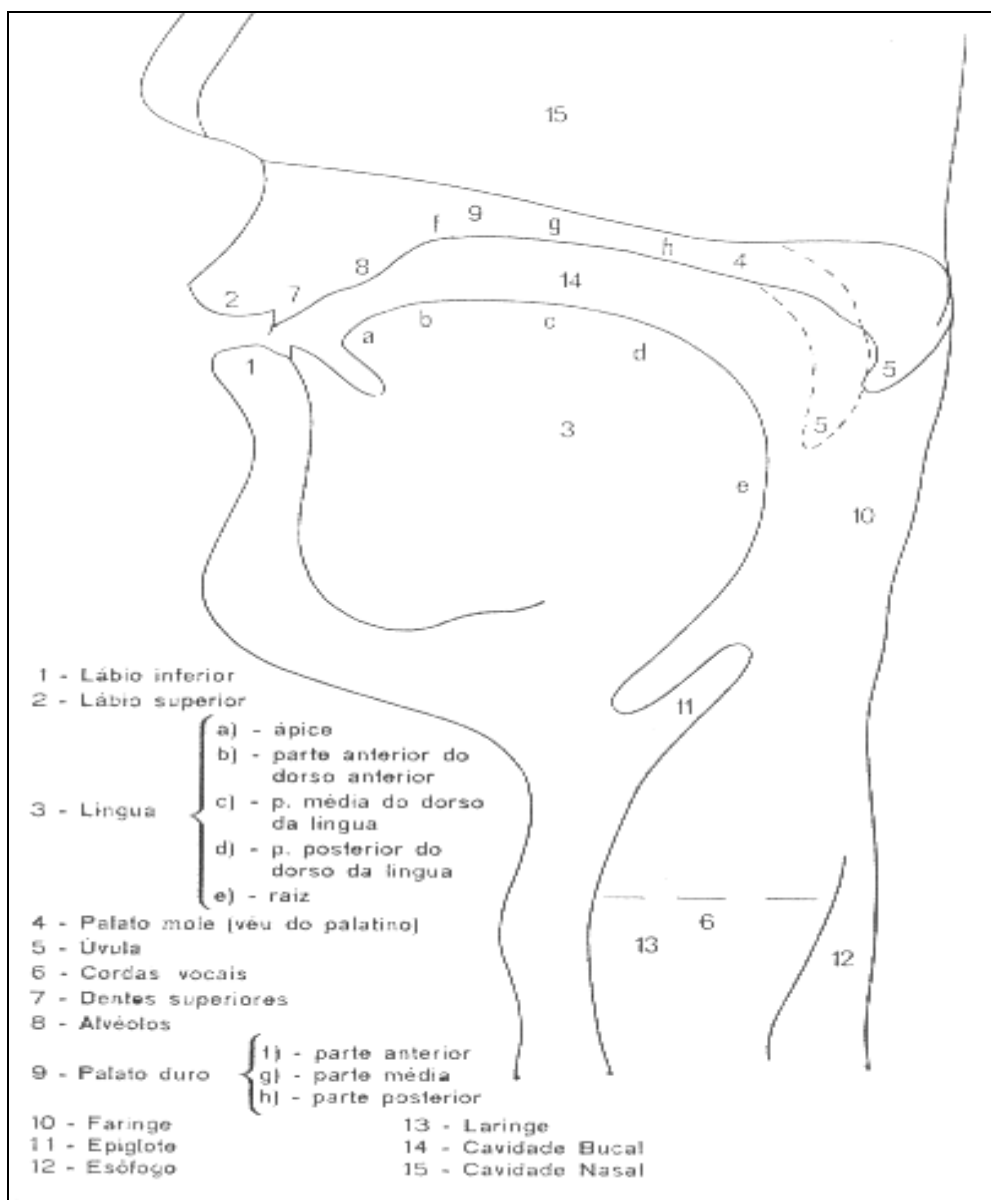 15
9
f
g
h
4
8
14
2
7
b
c
a
d
1
5
3
5
e
10
11
6
13
12
1 - Lábio inferior
2 - Lábio superior
3 - Língua
a) - ápice
b) - parte anterior do
dorso anterior
c) - p. média do dorso
da língua
d) - p. posterior do
dorso da língua
e) - raiz
4 - Palato mole (véu do palatino)
5 - Úvula
6 - Cordas vocais
7 - Dentes superiores
8 - Alvéolos
9 - Palato duro
f) - parte anterior
g) - parte média
h) - parte posterior
10 - Faringe
11 - Epiglote
12 - Esófogo
13 - Laringe
14 - Cavidade Bucal
15 - Cavidade Nasal